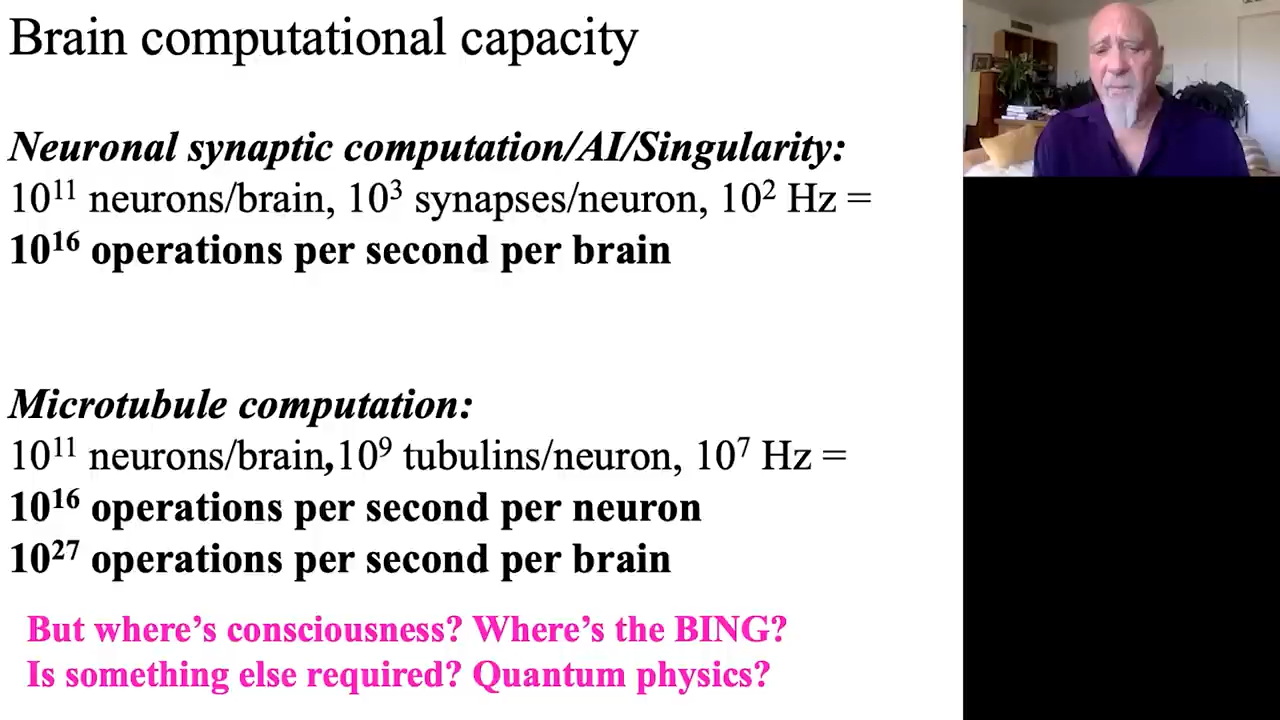 Brain computational capacity
Neuronal synaptic computation/AI/Singularity:
10¹¹ neurons/brain, 10³ synapses/neuron, 10² Hz =
10¹⁶ operations per second per brain
Microtubule computation:
10¹¹ neurons/brain,10⁹ tubulins/neuron, 10⁷ Hz =
10¹⁶ operations per second per neuron
10²⁷ operations per second per brain
But where’s consciousness? Where’s the BING?
Is something else required? Quantum physics?